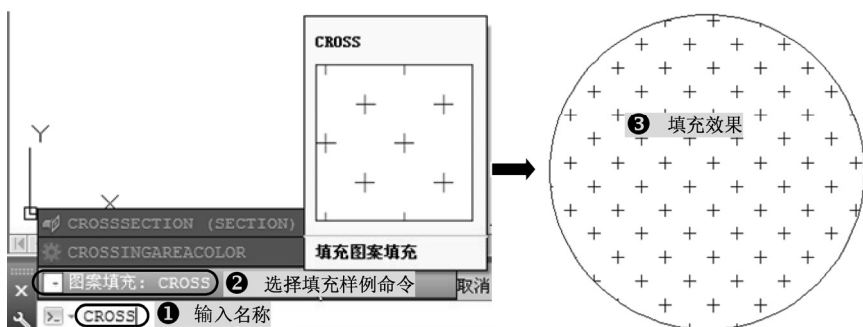 CROSS
填充图案填充
Y
X
CROSSSECTION (SECTION)
CROSSINGAREACOLOR
图案填充: CROSS
❷ 选择填充样例命令
取消
CROSS
❶ 输入名称
❸ 填充效果